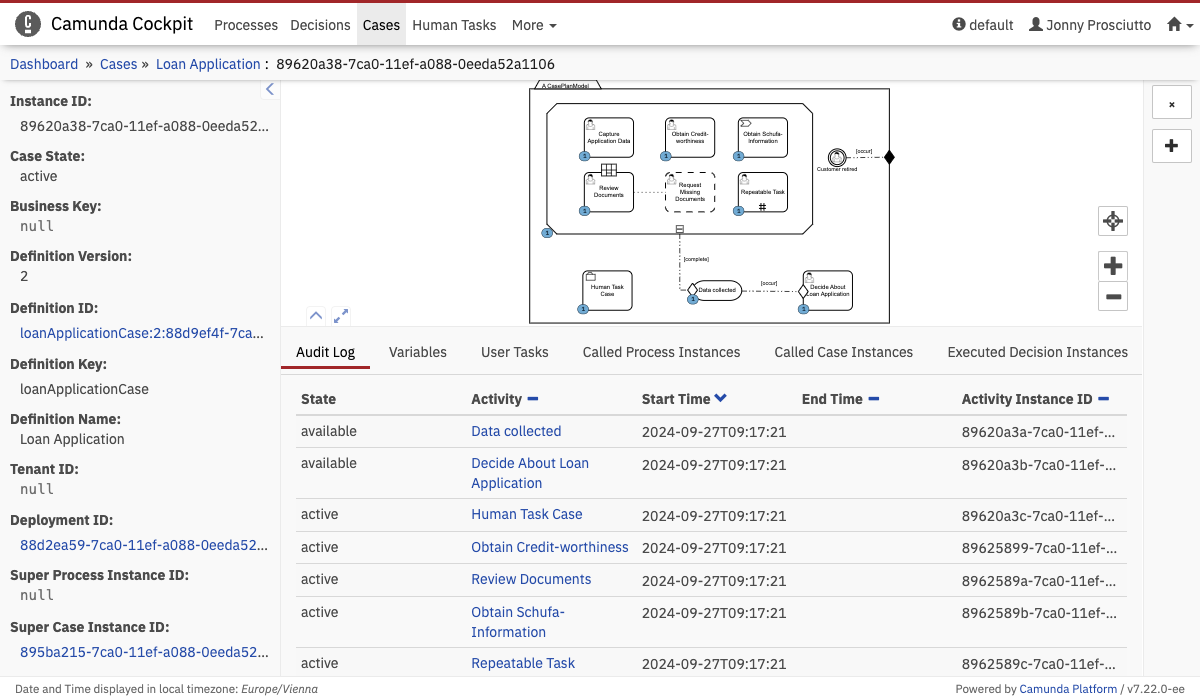 Camunda Cockpit Processes Decisions Cases Human Tasks More default Jonny Prosciutto
Dashboard » Cases » Loan Application : 89620a38-7ca0-11ef-a088-0eeda52a1106
Instance ID:
89620a38-7ca0-11ef-a088-0eeda52...
Case State:
active
Business Key:
null
Definition Version:
2
Definition ID:
loanApplicationCase:2:88d9ef4f-7ca...
Definition Key:
loanApplicationCase
Definition Name:
Loan Application
Tenant ID:
null
Deployment ID:
88d2ea59-7ca0-11ef-a088-0eeda52...
Super Process Instance ID:
null
Super Case Instance ID:
895ba215-7ca0-11ef-a088-0eeda52...
A CasePlanModel
Capture
Application Data
1
Obtain Credit-
worthiness
1
Obtain Schufa-
Information
1
Review
Documents
1
Request
Missing
Documents
Repeatable Task
1
1
Customer retired
[occur]
[complete]
Human Task
Case
1
Data collected
1
[occur]
Decide About
Loan Application
1
Audit Log Variables User Tasks Called Process Instances Called Case Instances Executed Decision Instances
State Activity Start Time End Time Activity Instance ID
available Data collected 2024-09-27T09:17:21 89620a3a-7ca0-11ef-...
available Decide About Loan 2024-09-27T09:17:21 89620a3b-7ca0-11ef-...
Application
active Human Task Case 2024-09-27T09:17:21 89620a3c-7ca0-11ef-...
active Obtain Credit-worthiness 2024-09-27T09:17:21 89625899-7ca0-11ef-...
active Review Documents 2024-09-27T09:17:21 8962589a-7ca0-11ef-...
active Obtain Schufa- 2024-09-27T09:17:21 8962589b-7ca0-11ef-...
Information
active Repeatable Task 2024-09-27T09:17:21 8962589c-7ca0-11ef-...
Date and Time displayed in local timezone: Europe/Vienna
Powered by Camunda Platform / v7.22.0-ee